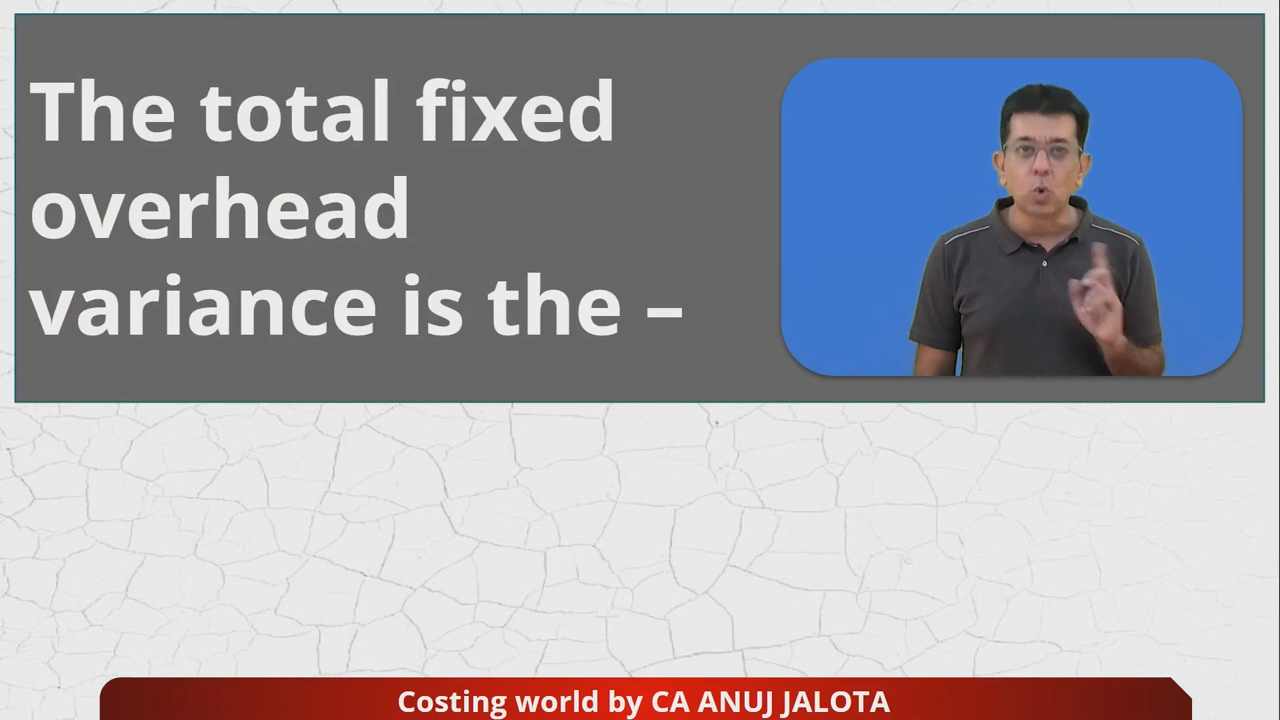 The total fixed
overhead
variance is the –
Costing world by CA ANUJ JALOTA